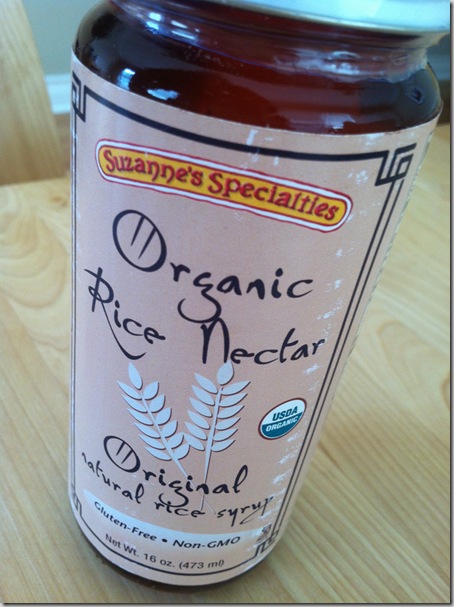 Suzanne's Specialties
Organic
Rice Nectar
USDA
ORGANIC
Original
natural rice syrup
Gluten-Free • Non-GMO
Net Wt. 16 oz. (473 ml)